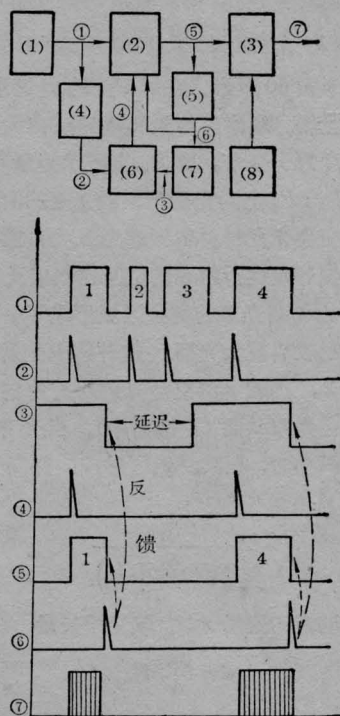 (1) ① (2) ⑤ (3) ⑦
(4) ④ (5)
② (6) ⑥ (7) (8)
③
① 1 2 3 4
②
③ 延迟
反
④
馈
⑤ 1 4
⑥
⑦